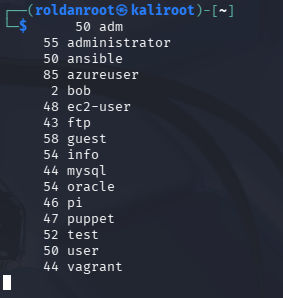 ┌──(roldanroot㉿kaliroot)-[~]
└─$ 50 adm
55 administrator
50 ansible
85 azureuser
2 bob
48 ec2-user
43 ftp
58 guest
54 info
44 mysql
54 oracle
46 pi
47 puppet
52 test
50 user
44 vagrant